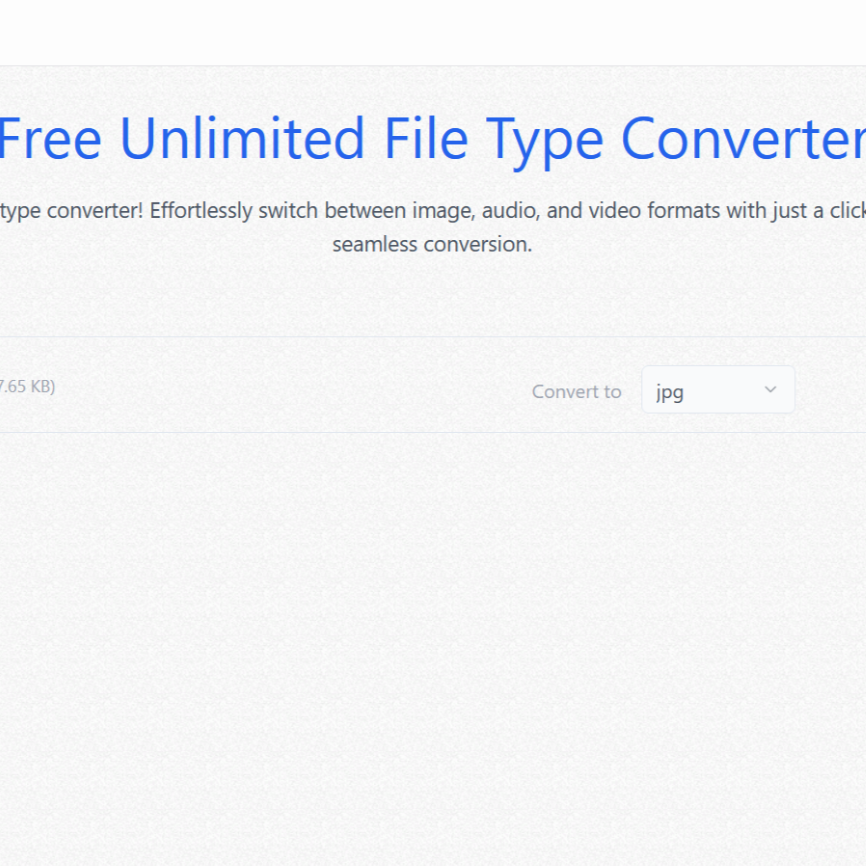 Free Unlimited File Type Converter
type converter! Effortlessly switch between image, audio, and video formats with just a click
seamless conversion.
7.65 KB)
Convert to
jpg